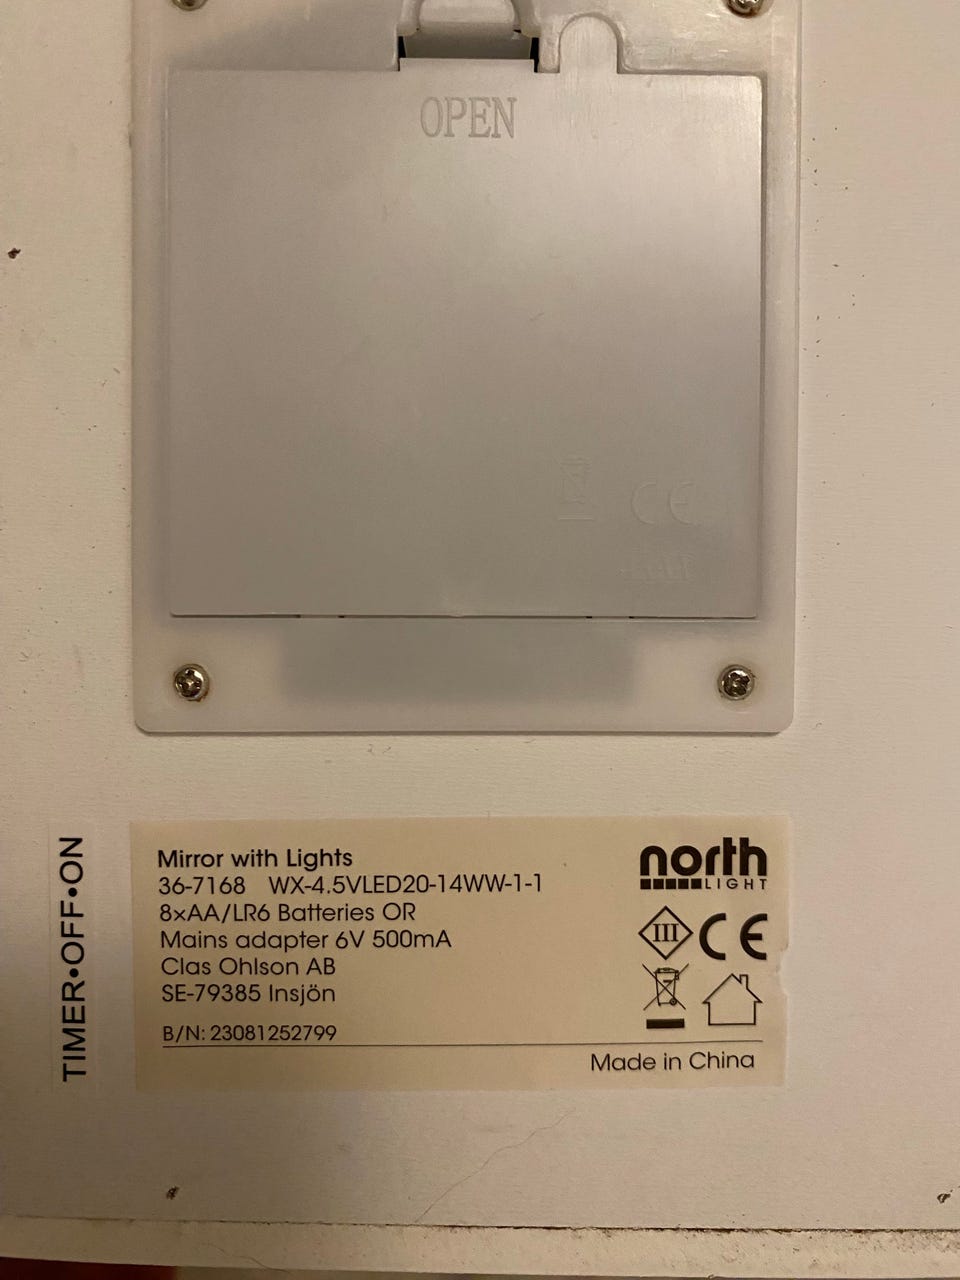 OPEN
CE
TIMER•OFF•ON
Mirror with Lights
36-7168 WX-4.5VLED20-14WW-1-1
8×AA/LR6 Batteries OR
Mains adapter 6V 500mA
Clas Ohlson AB
SE-79385 Insjön
B/N: 23081252799
north
LIGHT
III CE
Made in China